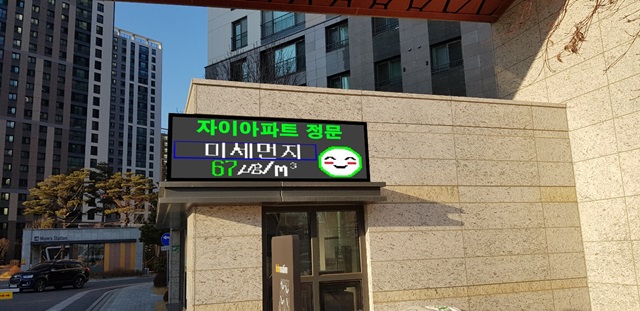 자이아파트 정문
미세먼지
67㎍/m³